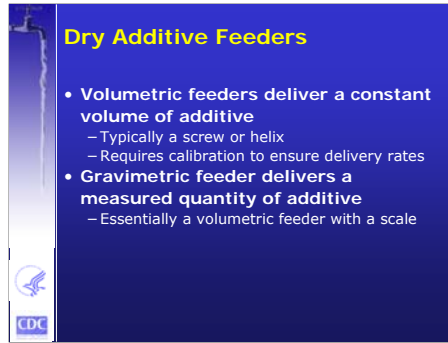 Dry Additive Feeders
• Volumetric feeders deliver a constant
volume of additive
– Typically a screw or helix
– Requires calibration to ensure delivery rates
• Gravimetric feeder delivers a
measured quantity of additive
– Essentially a volumetric feeder with a scale
CDC